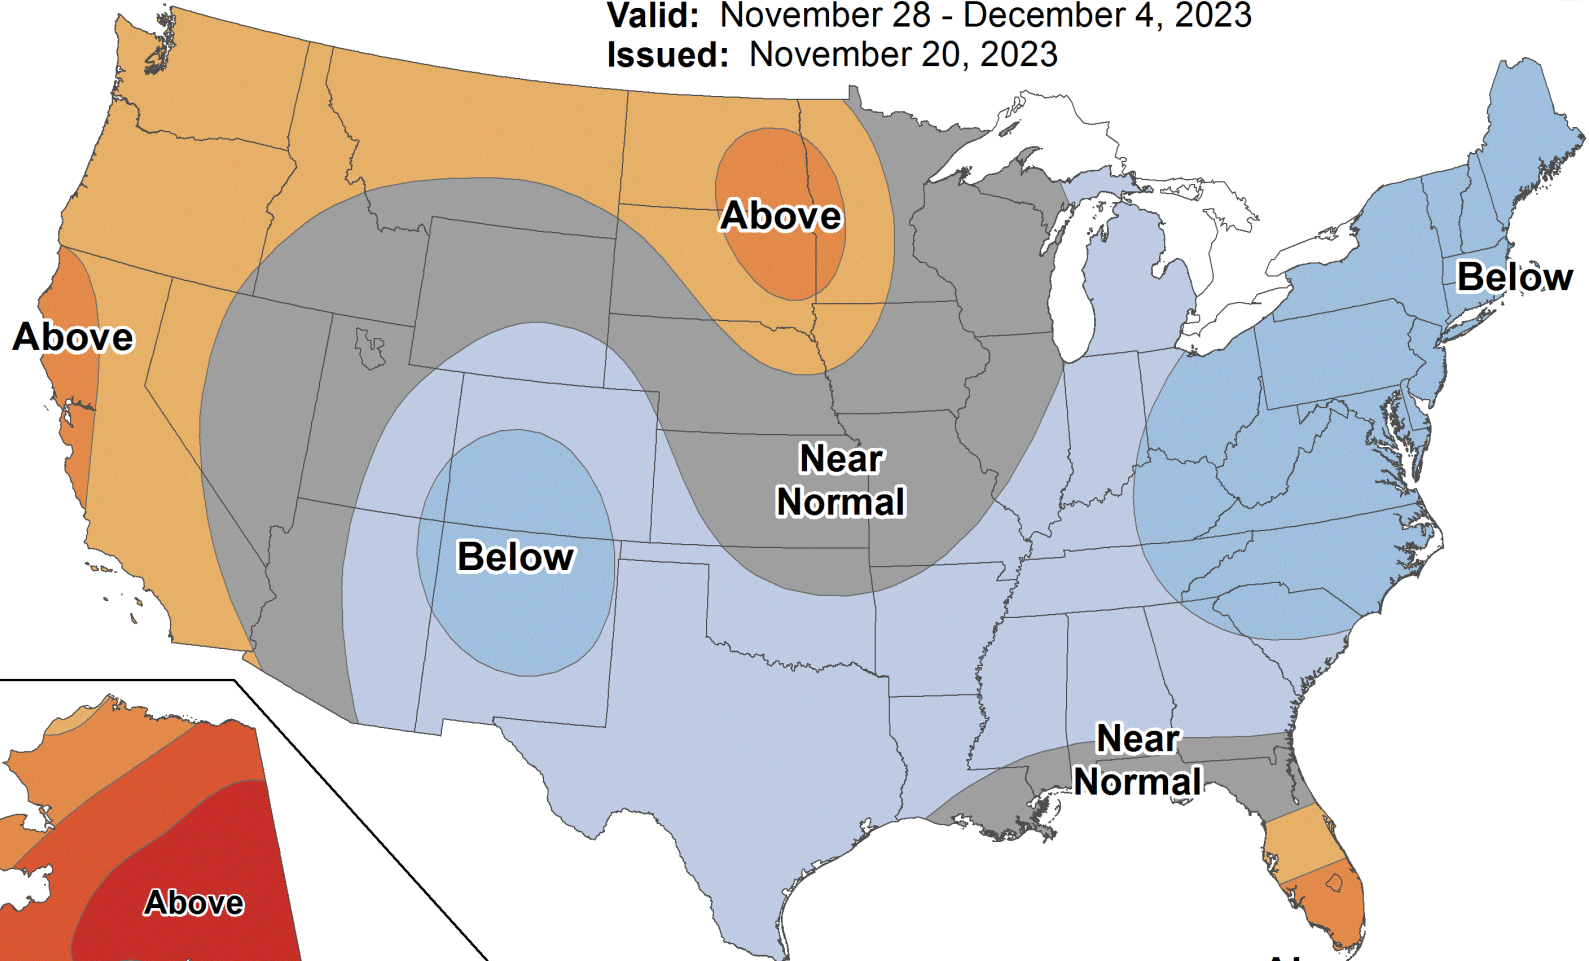 Valid: November 28 - December 4, 2023
Issued: November 20, 2023
Above
Below
Above
Near
Normal
Below
Near
Normal
Above